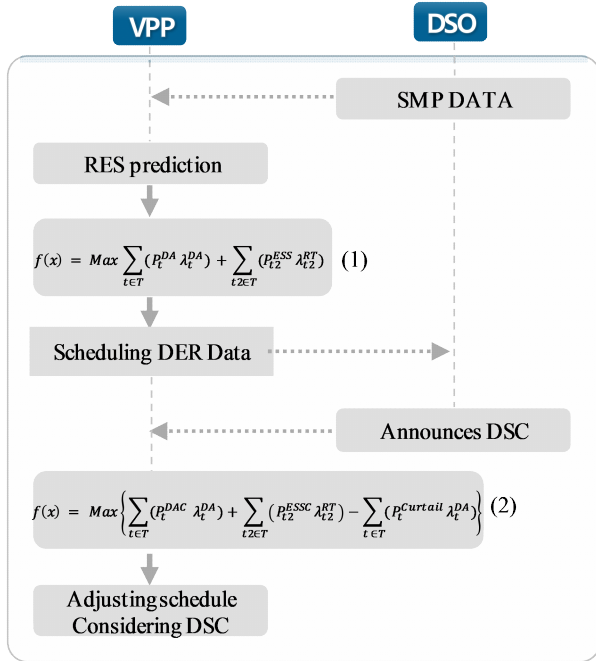 VPP
DSO
SMP DATA
RES prediction
f(x) = Max ∑_{t∈T}(P_t^{DA} λ_t^{DA}) + ∑_{t2∈T}(P_{t2}^{ESS} λ_{t2}^{RT}) (1)
Scheduling DER Data
Announces DSC
f(x) = Max{∑_{t∈T}(P_t^{DAC} λ_t^{DA}) + ∑_{t2∈T}(P_{t2}^{ESSC} λ_{t2}^{RT}) − ∑_{t∈T}(P_t^{Curtail} λ_t^{DA})} (2)
Adjusting schedule
Considering DSC